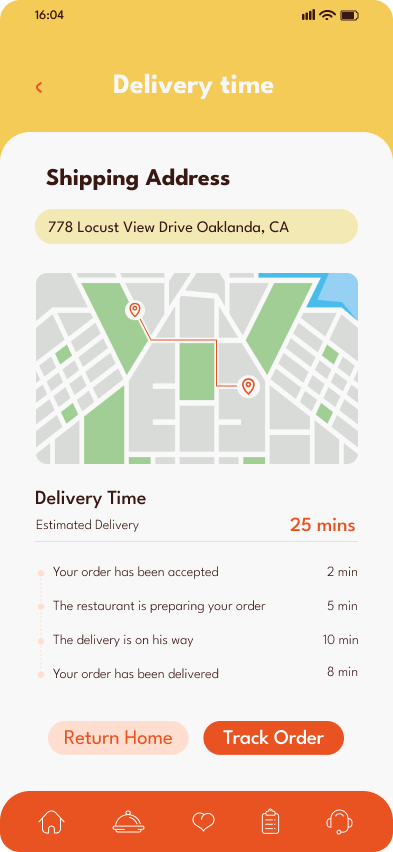 16:04
Delivery time
Shipping Address
778 Locust View Drive Oaklanda, CA
Delivery Time
Estimated Delivery 25 mins
Your order has been accepted 2 min
The restaurant is preparing your order 5 min
The delivery is on his way 10 min
Your order has been delivered 8 min
Return Home Track Order